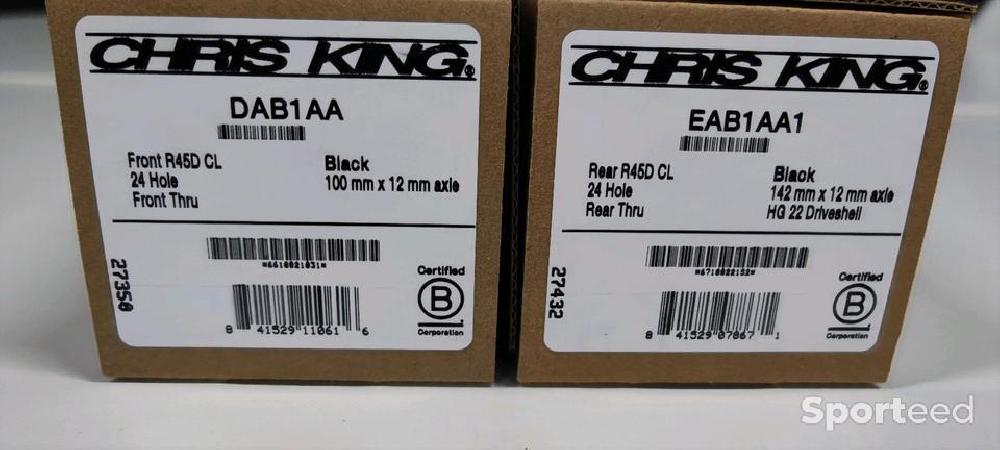 CHRIS KING®
DAB1AA
Front R45D CL
24 Hole
Front Thru
Black
100 mm x 12 mm axle
27350
8 41529 11061 6
Certified
B
Corporation
CHRIS KING®
EAB1AA1
Rear R45D CL
24 Hole
Rear Thru
Black
142 mm x 12 mm axle
HG 22 Driveshell
27432
8 41529 07867 1
Certified
B
Corporation
Sporteed